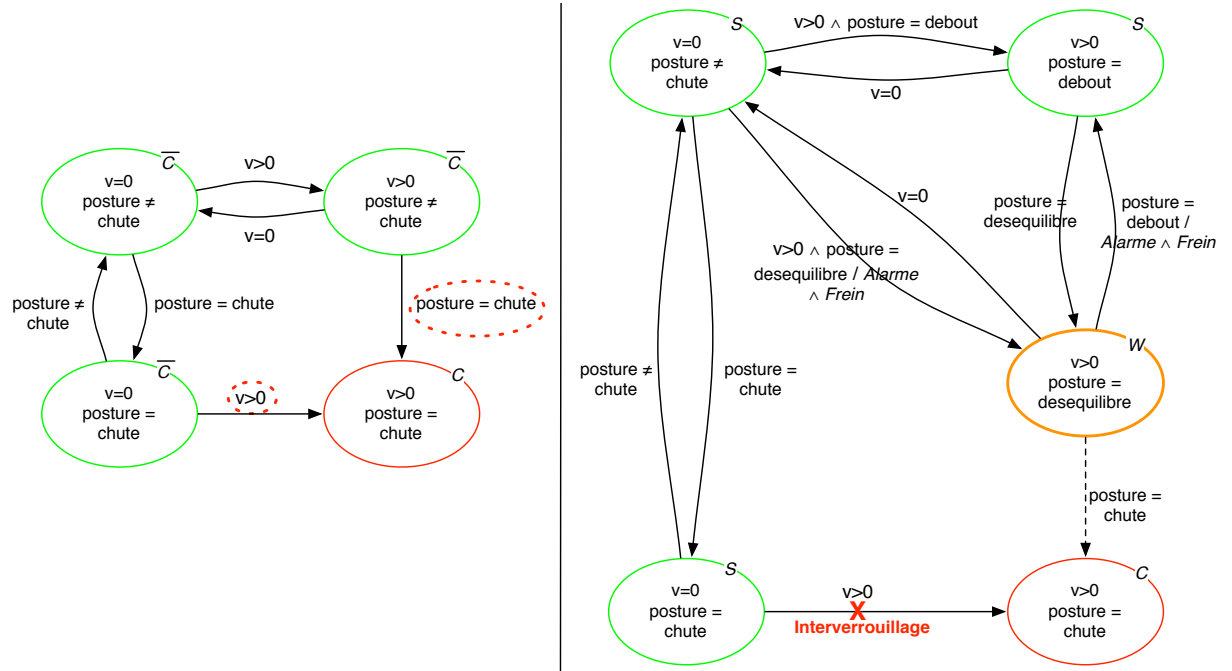 C
v=0
posture ≠
chute
v>0
C
v>0
posture ≠
chute
v=0
posture ≠
chute
posture = chute
posture = chute
C
v=0
posture =
chute
v>0
C
v>0
posture =
chute
S
v=0
posture ≠
chute
v>0 ∧ posture = debout
v=0
S
v>0
posture =
debout
v=0
v>0 ∧ posture =
desequilibre / Alarme
∧ Frein
posture =
desequilibre
posture =
debout /
Alarme ∧ Frein
posture ≠
chute
posture =
chute
W
v>0
posture =
desequilibre
posture =
chute
S
v=0
posture =
chute
v>0
X
Interverrouillage
C
v>0
posture =
chute